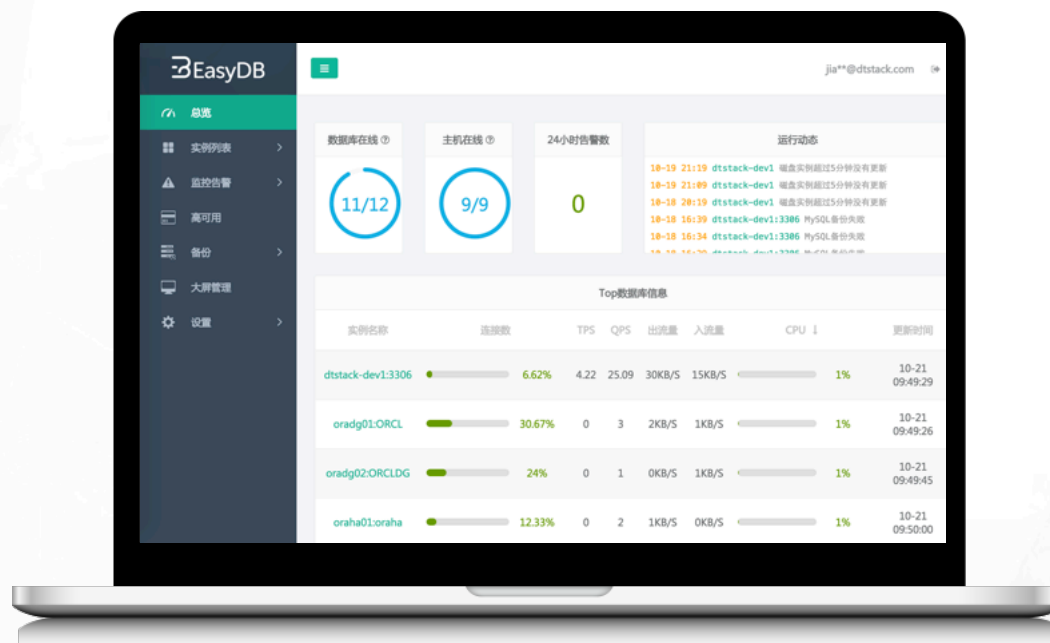 EasyDB
jia**@dtstack.com
总览
实例列表
监控告警
高可用
备份
大屏管理
设置
数据库在线
11/12
主机在线
9/9
24小时告警数
0
运行动态
10-19 21:19 dtstack-dev1 磁盘实例超过5分钟没有更新
10-19 21:09 dtstack-dev1 磁盘实例超过5分钟没有更新
10-18 20:19 dtstack-dev1 磁盘实例超过5分钟没有更新
10-18 16:39 dtstack-dev1:3306 MySQL备份失败
10-18 16:34 dtstack-dev1:3306 MySQL备份失败
Top数据库信息
实例名称 连接数 TPS QPS 出流量 入流量 CPU ↓ 更新时间
dtstack-dev1:3306 6.62% 4.22 25.09 30KB/S 15KB/S 1% 10-21 09:49:29
oradg01:ORCL 30.67% 0 3 2KB/S 1KB/S 1% 10-21 09:49:26
oradg02:ORCLDG 24% 0 1 0KB/S 1KB/S 1% 10-21 09:49:45
oraha01:oraha 12.33% 0 2 1KB/S 0KB/S 1% 10-21 09:50:00